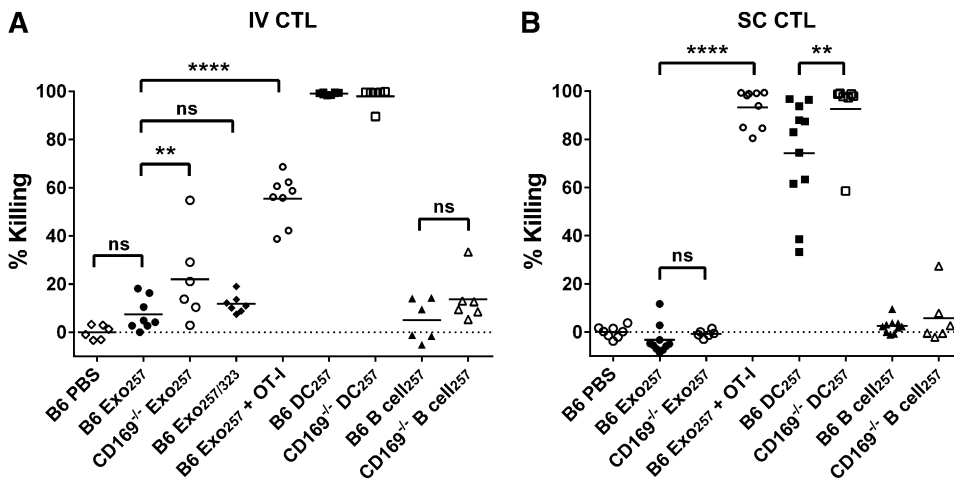 A
IV CTL
% Killing
100
80
60
40
20
0
ns
**
ns
****
ns
B6 PBS
B6 Exo257
CD169-/- Exo257
B6 Exo257/323
B6 Exo257 + OT-I
B6 DC257
CD169-/- DC257
B6 B cell257
CD169-/- B cell257
B
SC CTL
% Killing
100
80
60
40
20
0
****
**
ns
B6 PBS
B6 Exo257
CD169-/- Exo257
B6 Exo257 + OT-I
B6 DC257
CD169-/- DC257
B6 B cell257
CD169-/- B cell257